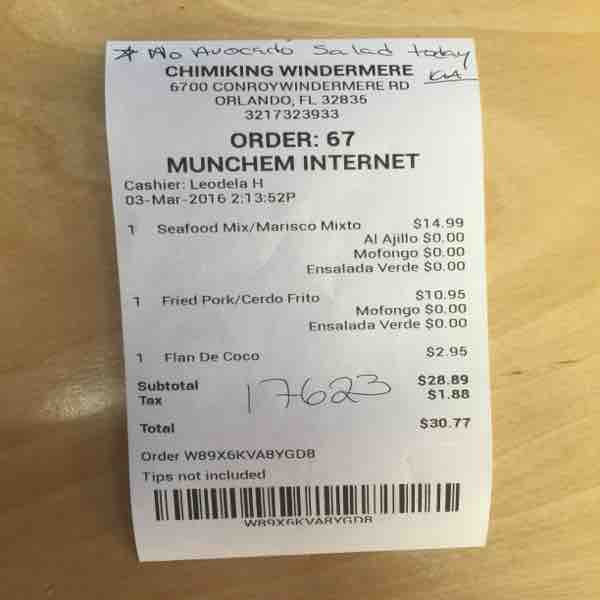 * No Avocado Salad today
CHIMIKING WINDERMERE
6700 CONROYWINDERMERE RD
ORLANDO, FL 32835
3217323933
ORDER: 67
MUNCHEM INTERNET
Cashier: Leodela H
03-Mar-2016 2:13:52P
1 Seafood Mix/Marisco Mixto $14.99
Al Ajillo $0.00
Mofongo $0.00
Ensalada Verde $0.00
1 Fried Pork/Cerdo Frito $10.95
Mofongo $0.00
Ensalada Verde $0.00
1 Flan De Coco $2.95
Subtotal $28.89
Tax $1.88
17623
Total $30.77
Order W89X6KVA8YGD8
Tips not included
W89X6KVA8YGD8